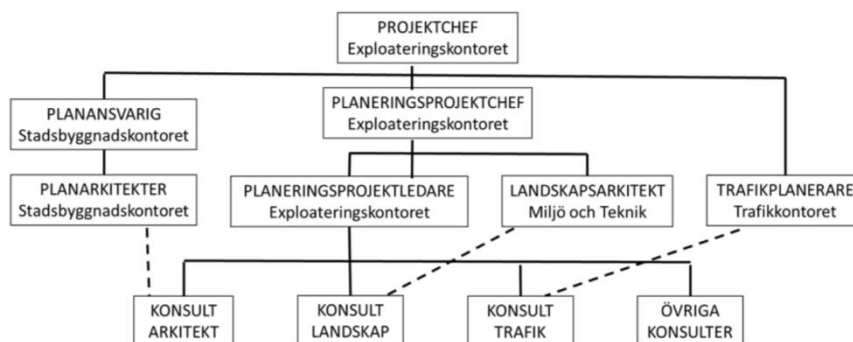 PROJEKTCHEF
Exploateringskontoret
PLANANSVARIG
Stadsbyggnadskontoret
PLANERINGSPROJEKTCHEF
Exploateringskontoret
PLANARKITEKTER
Stadsbyggnadskontoret
PLANERINGSPROJEKTLEDARE
Exploateringskontoret
LANDSKAPSARKITEKT
Miljö och Teknik
TRAFIKPLANERARE
Trafikkontoret
KONSULT
ARKITEKT
KONSULT
LANDSKAP
KONSULT
TRAFIK
ÖVRIGA
KONSULTER